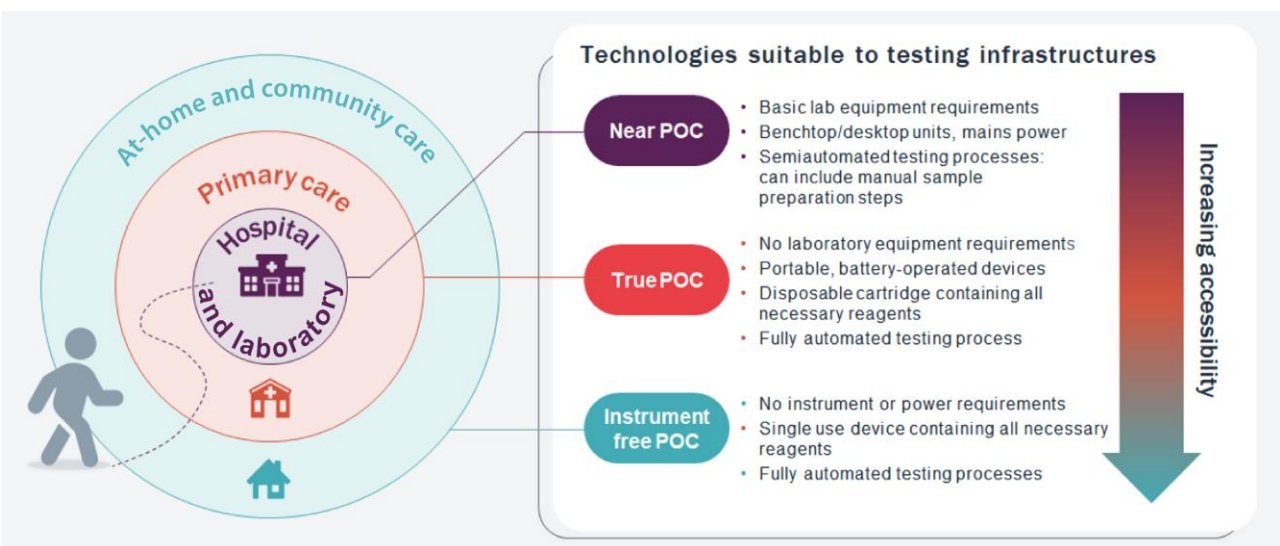 At-home and community care
Primary care
Hospital
and laboratory
Technologies suitable to testing infrastructures
Near POC
• Basic lab equipment requirements
• Benchtop/desktop units, mains power
• Semiautomated testing processes:
can include manual sample
preparation steps
True POC
• No laboratory equipment requirements
• Portable, battery-operated devices
• Disposable cartridge containing all
necessary reagents
• Fully automated testing process
Instrument
free POC
• No instrument or power requirements
• Single use device containing all necessary
reagents
• Fully automated testing processes
Increasing accessibility